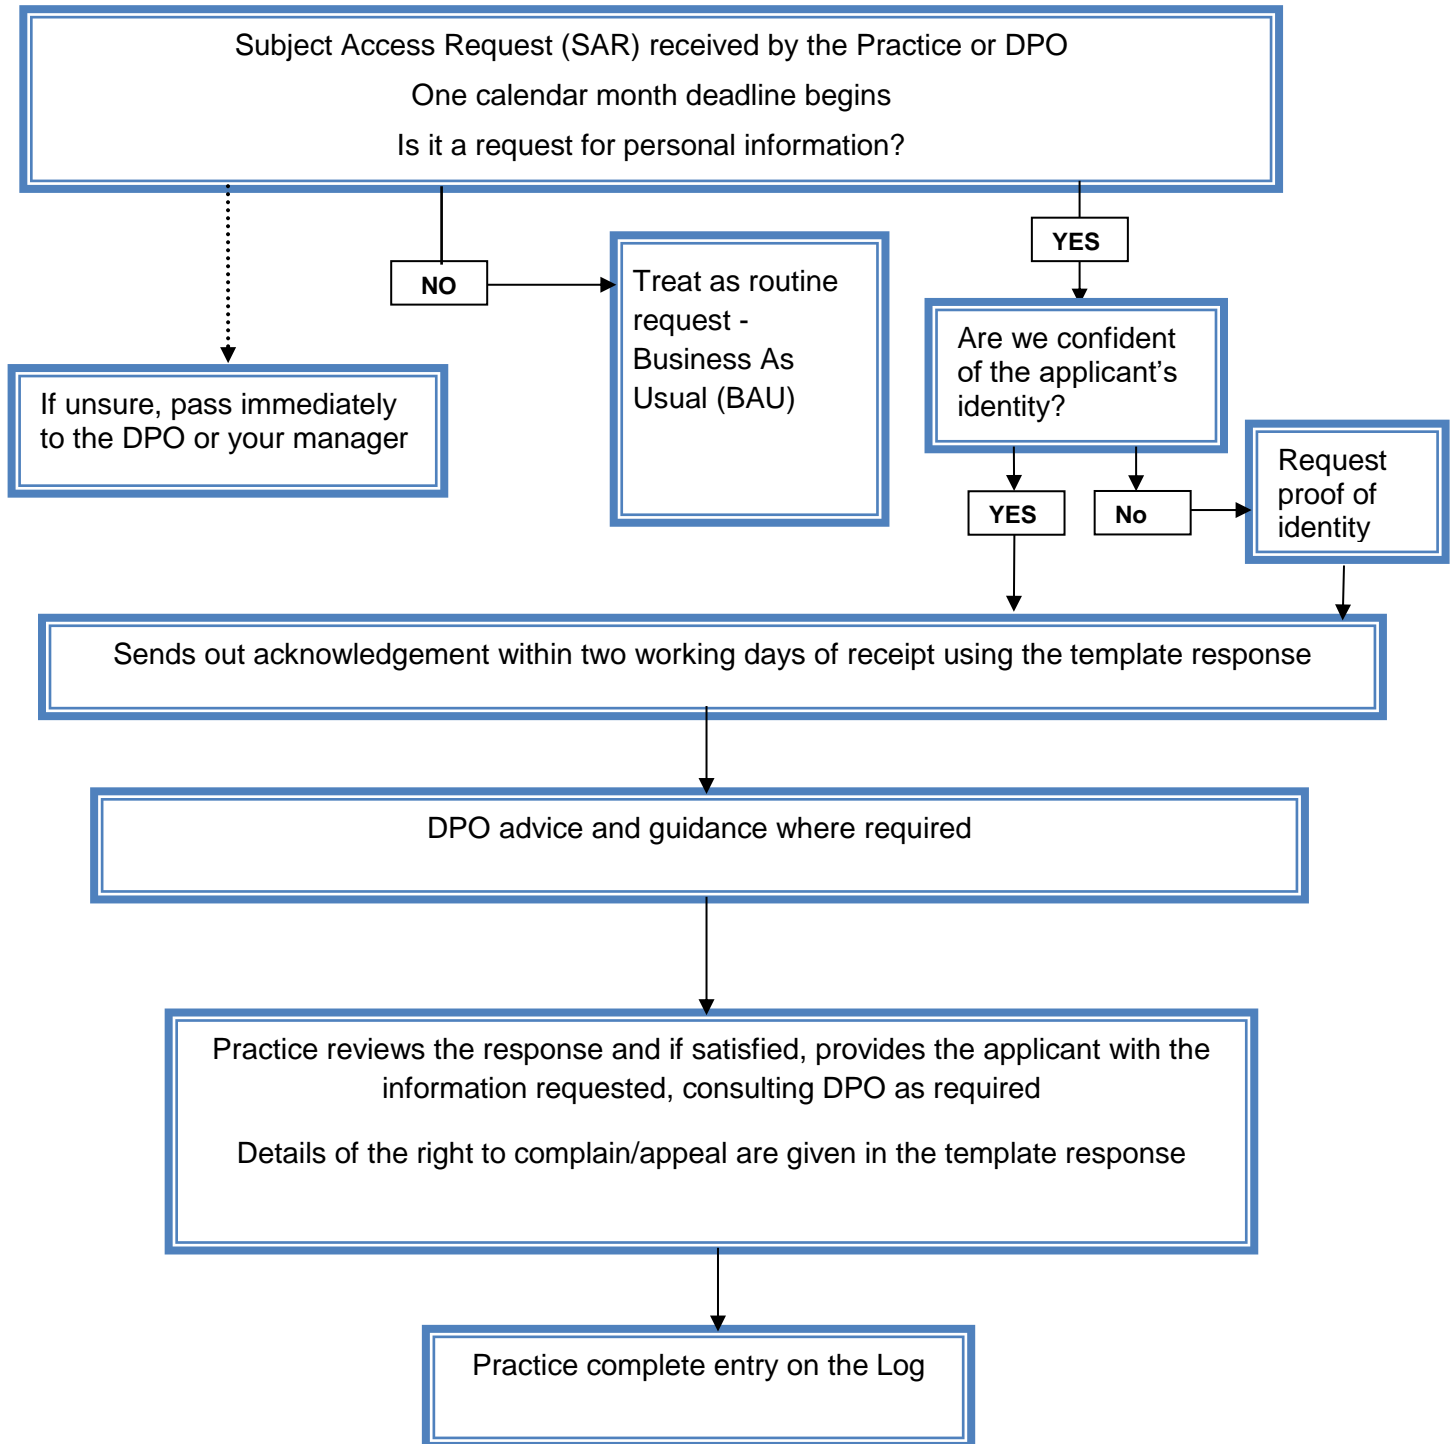 Subject Access Request (SAR) received by the Practice or DPO
One calendar month deadline begins
Is it a request for personal information?
YES
NO
Treat as routine
request -
Business As
Usual (BAU)
Are we confident
of the applicant's
identity?
If unsure, pass immediately
to the DPO or your manager
Request
proof of
identity
YES
No
Sends out acknowledgement within two working days of receipt using the template response
DPO advice and guidance where required
Practice reviews the response and if satisfied, provides the applicant with the
information requested, consulting DPO as required
Details of the right to complain/appeal are given in the template response
Practice complete entry on the Log